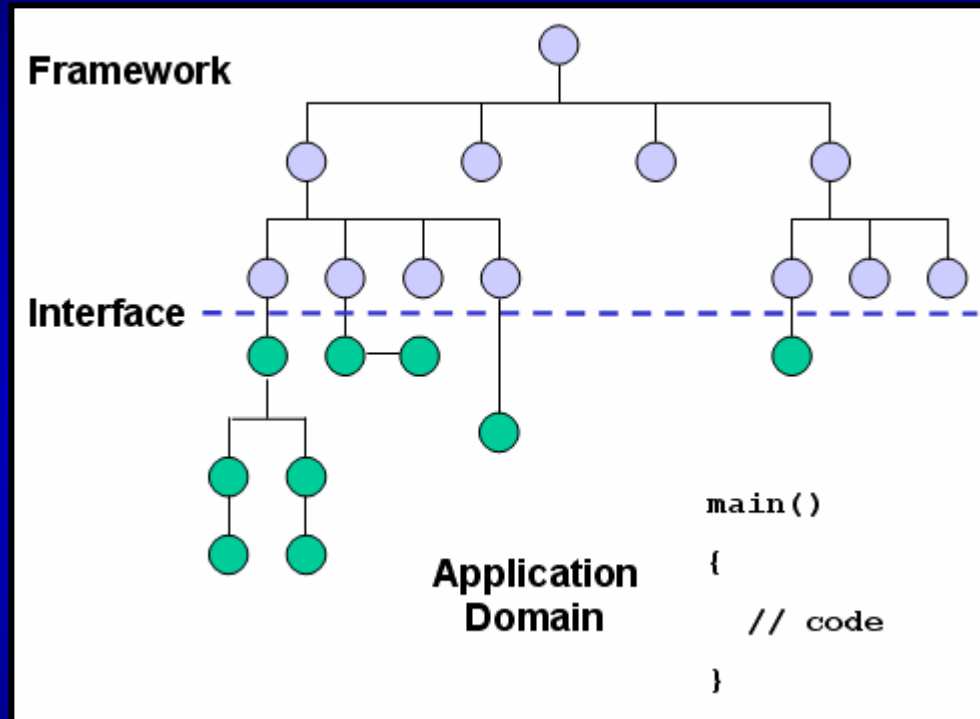 Framework
Interface
main()
{
Application
Domain
// code
}